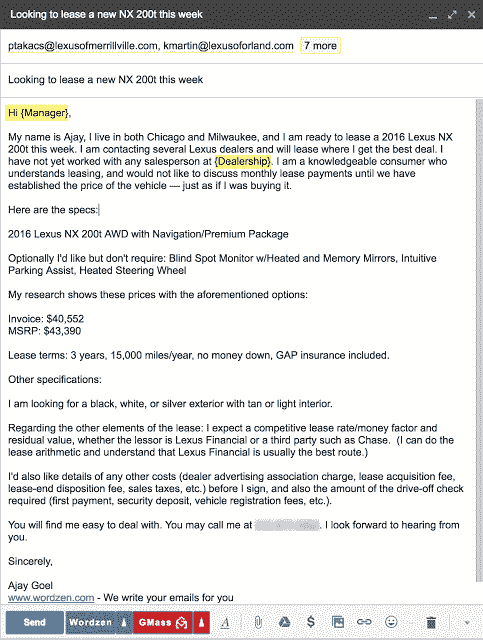 Looking to lease a new NX 200t this week
ptakacs@lexusofmerrillville.com, kmartin@lexusoforland.com 7 more
Looking to lease a new NX 200t this week
Hi {Manager},
My name is Ajay, I live in both Chicago and Milwaukee, and I am ready to lease a 2016 Lexus NX
200t this week. I am contacting several Lexus dealers and will lease where I get the best deal. I
have not yet worked with any salesperson at {Dealership}. I am a knowledgeable consumer who
understands leasing, and would not like to discuss monthly lease payments until we have
established the price of the vehicle — just as if I was buying it.
Here are the specs:
2016 Lexus NX 200t AWD with Navigation/Premium Package
Optionally I'd like but don't require: Blind Spot Monitor w/Heated and Memory Mirrors, Intuitive
Parking Assist, Heated Steering Wheel
My research shows these prices with the aforementioned options:
Invoice: $40,552
MSRP: $43,390
Lease terms: 3 years, 15,000 miles/year, no money down, GAP insurance included.
Other specifications:
I am looking for a black, white, or silver exterior with tan or light interior.
Regarding the other elements of the lease: I expect a competitive lease rate/money factor and
residual value, whether the lessor is Lexus Financial or a third party such as Chase. (I can do the
lease arithmetic and understand that Lexus Financial is usually the best route.)
I'd also like details of any other costs (dealer advertising association charge, lease acquisition fee,
lease-end disposition fee, sales taxes, etc.) before I sign, and also the amount of the drive-off check
required (first payment, security deposit, vehicle registration fees, etc.).
You will find me easy to deal with. You may call me at . I look forward to hearing from
you.
Sincerely,
Ajay Goel
www.wordzen.com - We write your emails for you
Send Wordzen GMass